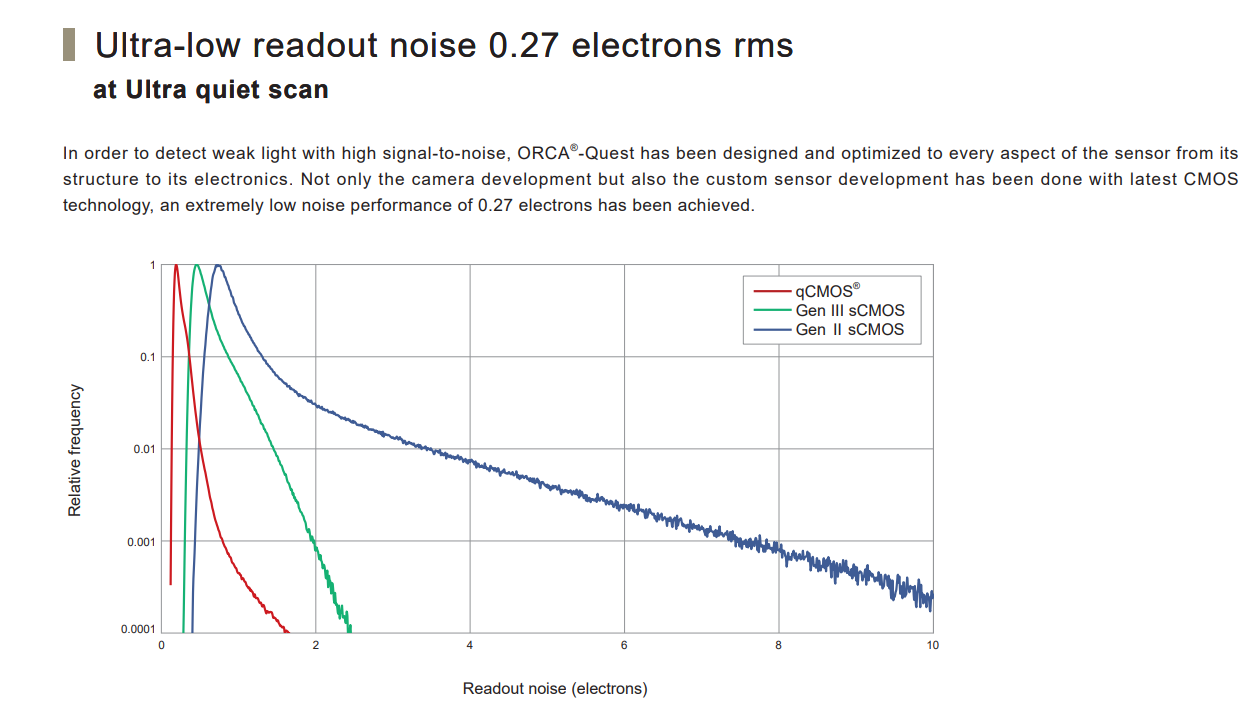 Ultra-low readout noise 0.27 electrons rms
at Ultra quiet scan
In order to detect weak light with high signal-to-noise, ORCA®-Quest has been designed and optimized to every aspect of the sensor from its
structure to its electronics. Not only the camera development but also the custom sensor development has been done with latest CMOS
technology, an extremely low noise performance of 0.27 electrons has been achieved.
qCMOS®
Gen III sCMOS
Gen II sCMOS
Relative frequency
1
0.1
0.01
0.001
0.0001
0 2 4 6 8 10
Readout noise (electrons)